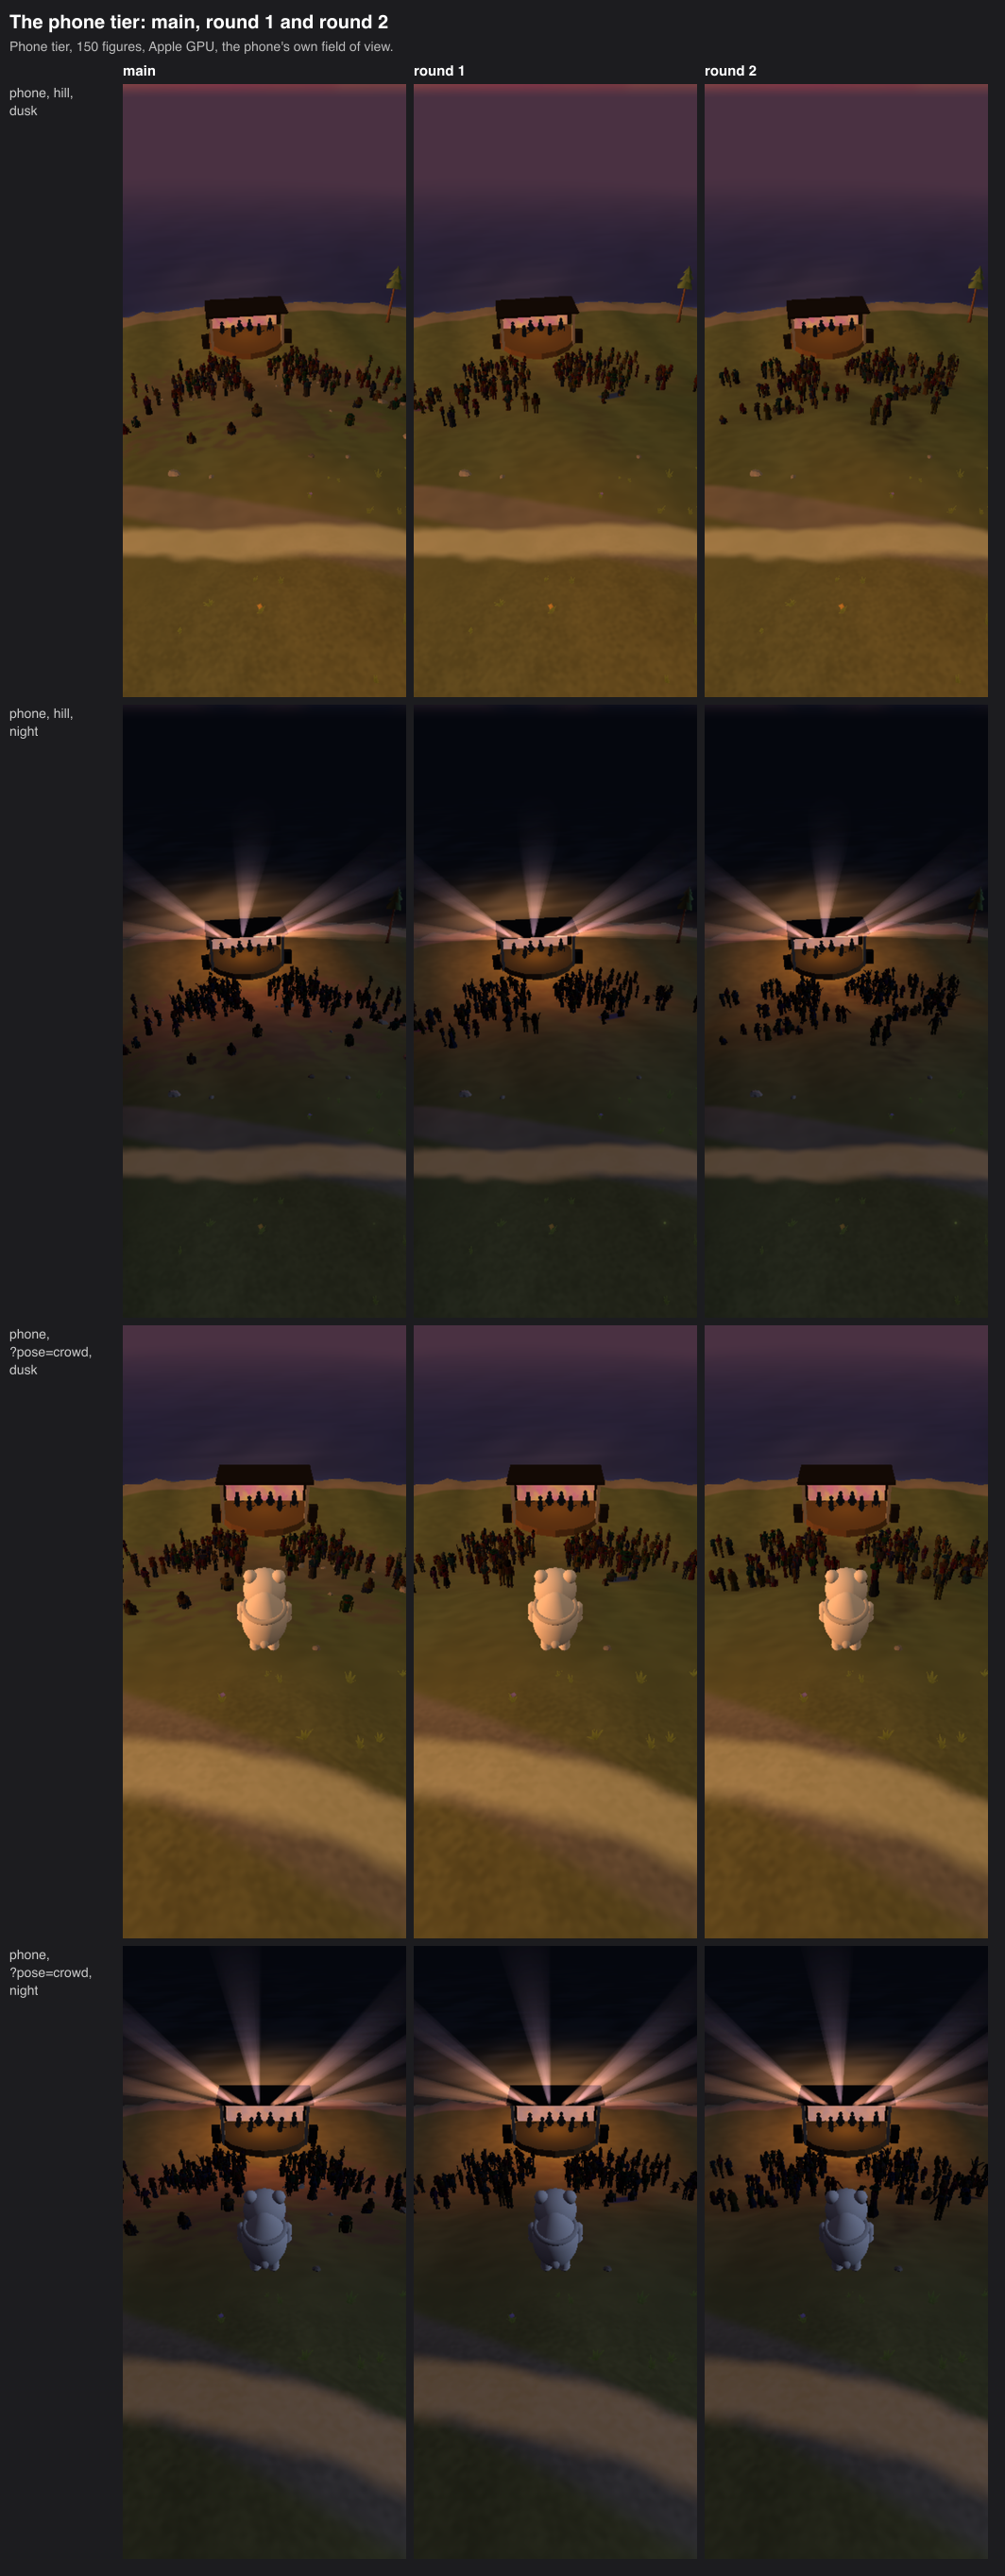 The phone tier: main, round 1 and round 2
Phone tier, 150 figures, Apple GPU, the phone's own field of view.
main
round 1
round 2
phone, hill,
dusk
phone, hill,
night
phone,
?pose=crowd,
dusk
phone,
?pose=crowd,
night